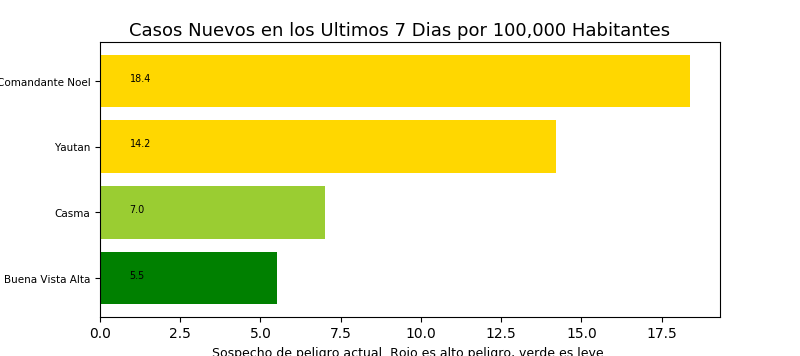 Casos Nuevos en los Ultimos 7 Dias por 100,000 Habitantes
Comandante Noel
18.4
Yautan
14.2
Casma
7.0
Buena Vista Alta
5.5
0.0 2.5 5.0 7.5 10.0 12.5 15.0 17.5
Sospecho de peligro actual. Rojo es alto peligro, verde es leve